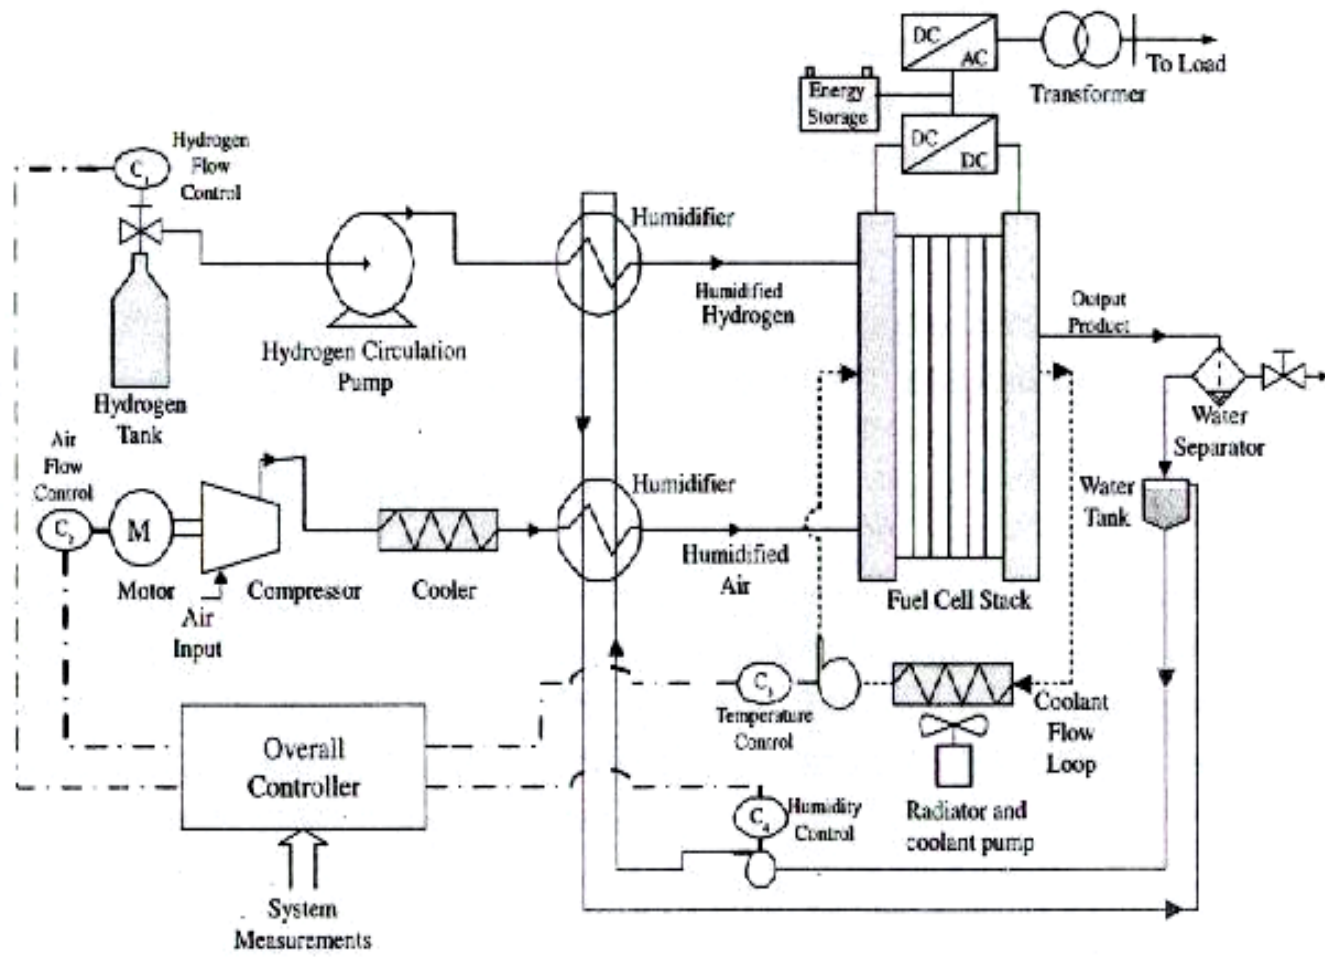 DC
AC
To Load
Transformer
Energy
Storage
DC
DC
Hydrogen
Flow
Control
C1
Humidifier
Humidified
Hydrogen
Output
Product
Hydrogen Circulation
Pump
Hydrogen
Tank
Water
Separator
Air
Flow
Control
C2
M
Motor
Compressor
Air
Input
Cooler
Humidifier
Humidified
Air
Fuel Cell Stack
Water
Tank
C3
Temperature
Control
Coolant
Flow
Loop
Radiator and
coolant pump
Overall
Controller
C4
Humidity
Control
System
Measurements